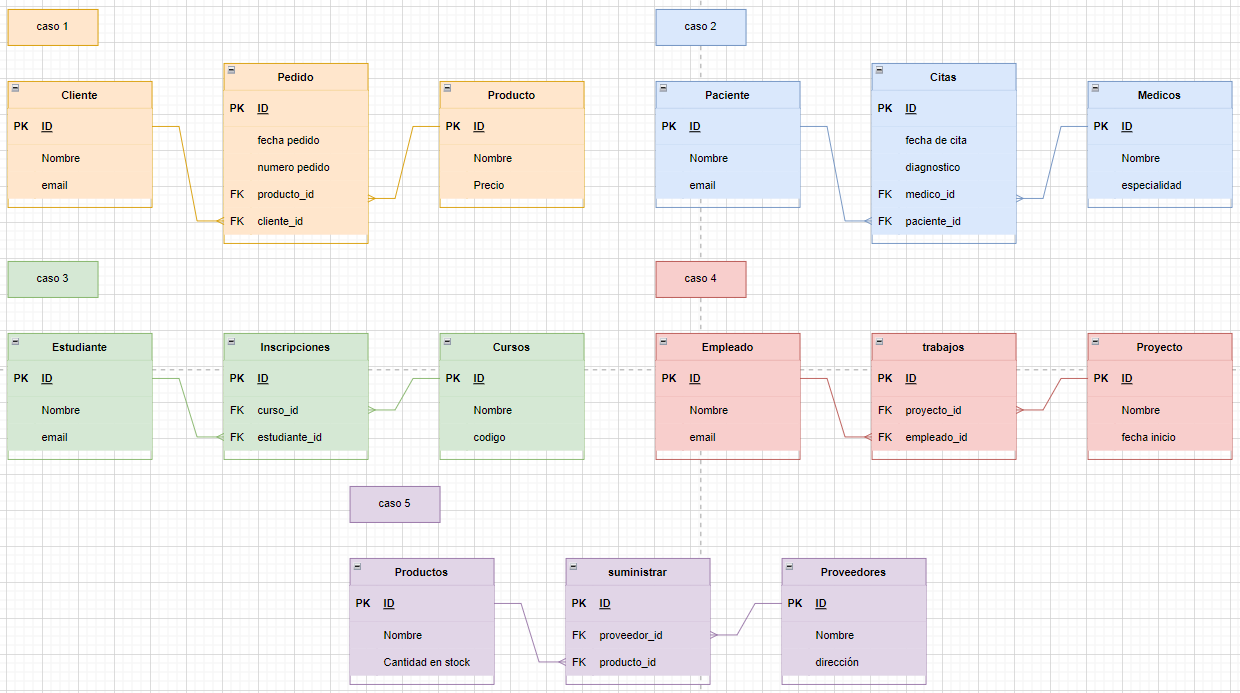 caso 1
Cliente
PK ID
Nombre
email
Pedido
PK ID
fecha pedido
numero pedido
FK producto_id
FK cliente_id
Producto
PK ID
Nombre
Precio
caso 2
Paciente
PK ID
Nombre
email
Citas
PK ID
fecha de cita
diagnostico
FK medico_id
FK paciente_id
Medicos
PK ID
Nombre
especialidad
caso 3
Estudiante
PK ID
Nombre
email
Inscripciones
PK ID
FK curso_id
FK estudiante_id
Cursos
PK ID
Nombre
codigo
caso 4
Empleado
PK ID
Nombre
email
trabajos
PK ID
FK proyecto_id
FK empleado_id
Proyecto
PK ID
Nombre
fecha inicio
caso 5
Productos
PK ID
Nombre
Cantidad en stock
suministrar
PK ID
FK proveedor_id
FK producto_id
Proveedores
PK ID
Nombre
dirección